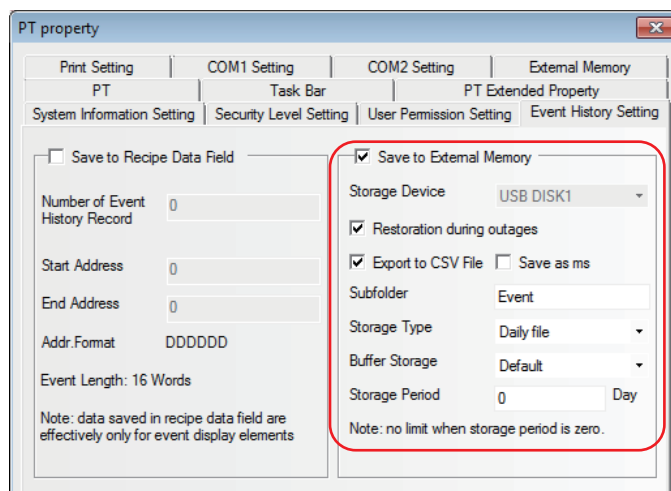 PT property
Print Setting
COM1 Setting
COM2 Setting
External Memory
PT
Task Bar
PT Extended Property
System Information Setting
Security Level Setting
User Permission Setting
Event History Setting
Save to Recipe Data Field
Number of Event
History Record
0
Start Address
0
End Address
0
Addr.Format DDDDDD
Event Length: 16 Words
Note: data saved in recipe data field are
effectively only for event display elements
Save to External Memory
Storage Device
USB DISK1
Restoration during outages
Export to CSV File
Save as ms
Subfolder
Event
Storage Type
Daily file
Buffer Storage
Default
Storage Period
0
Day
Note: no limit when storage period is zero.